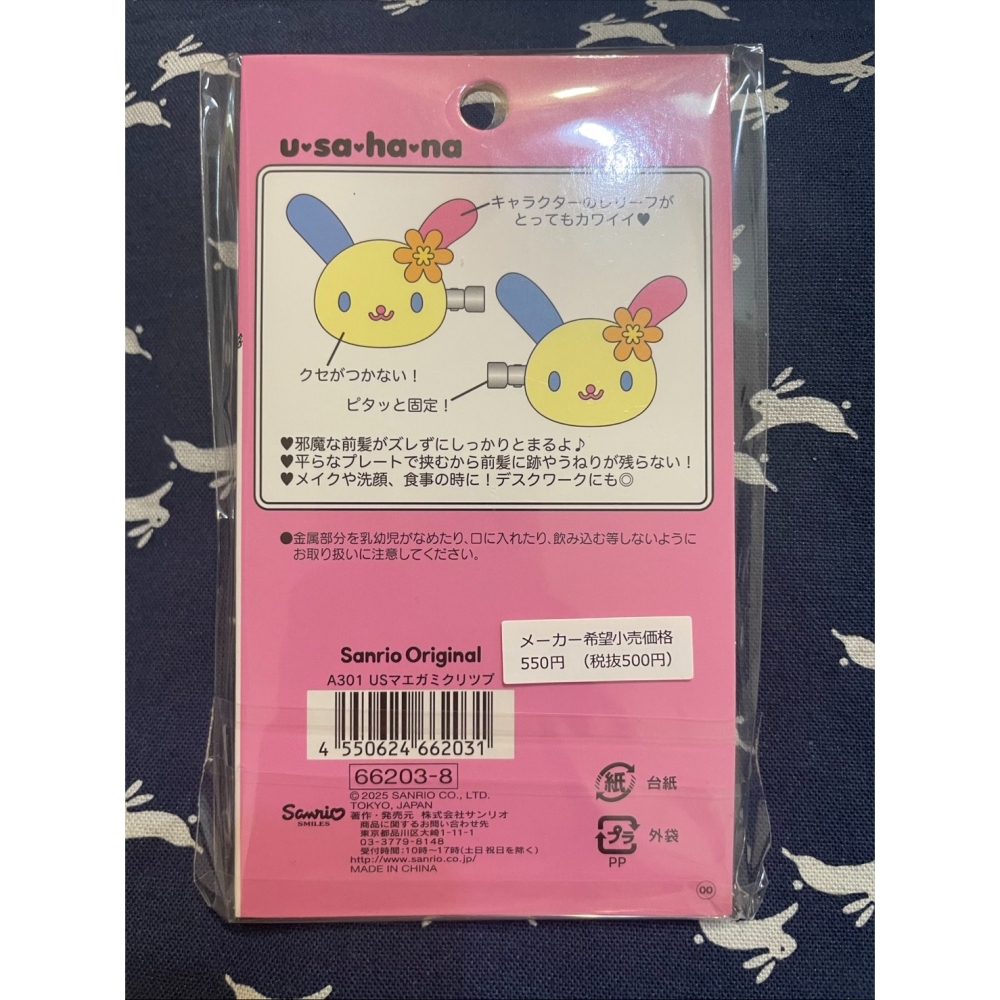 u♥sa♥ha♥na
キャラクターのレリーフが
とってもカワイイ♥
クセがつかない！
ピタッと固定！
♥邪魔な前髪がズレずにしっかりとまるよ♪
♥平らなプレートで挟むから前髪に跡やうねりが残らない！
♥メイクや洗顔、食事の時に！デスクワークにも◎
●金属部分を乳幼児がなめたり、口に入れたり、飲み込む等しないように
お取り扱いに注意してください。
メーカー希望小売価格
550円 （税抜500円）
Sanrio Original
A301 USマエガミクリツプ
4 550624 662031
66203-8
© 2025 SANRIO CO., LTD.
TOKYO, JAPAN
Sanrio
SMILES
著作・発売元 株式会社サンリオ
商品に関するお問い合わせ先
東京都品川区大崎1-11-1
03-3779-8148
受付時間：10時〜17時（土日祝日を除く）
http://www.sanrio.co.jp/
MADE IN CHINA
紙 台紙
プラ 外袋
PP
00